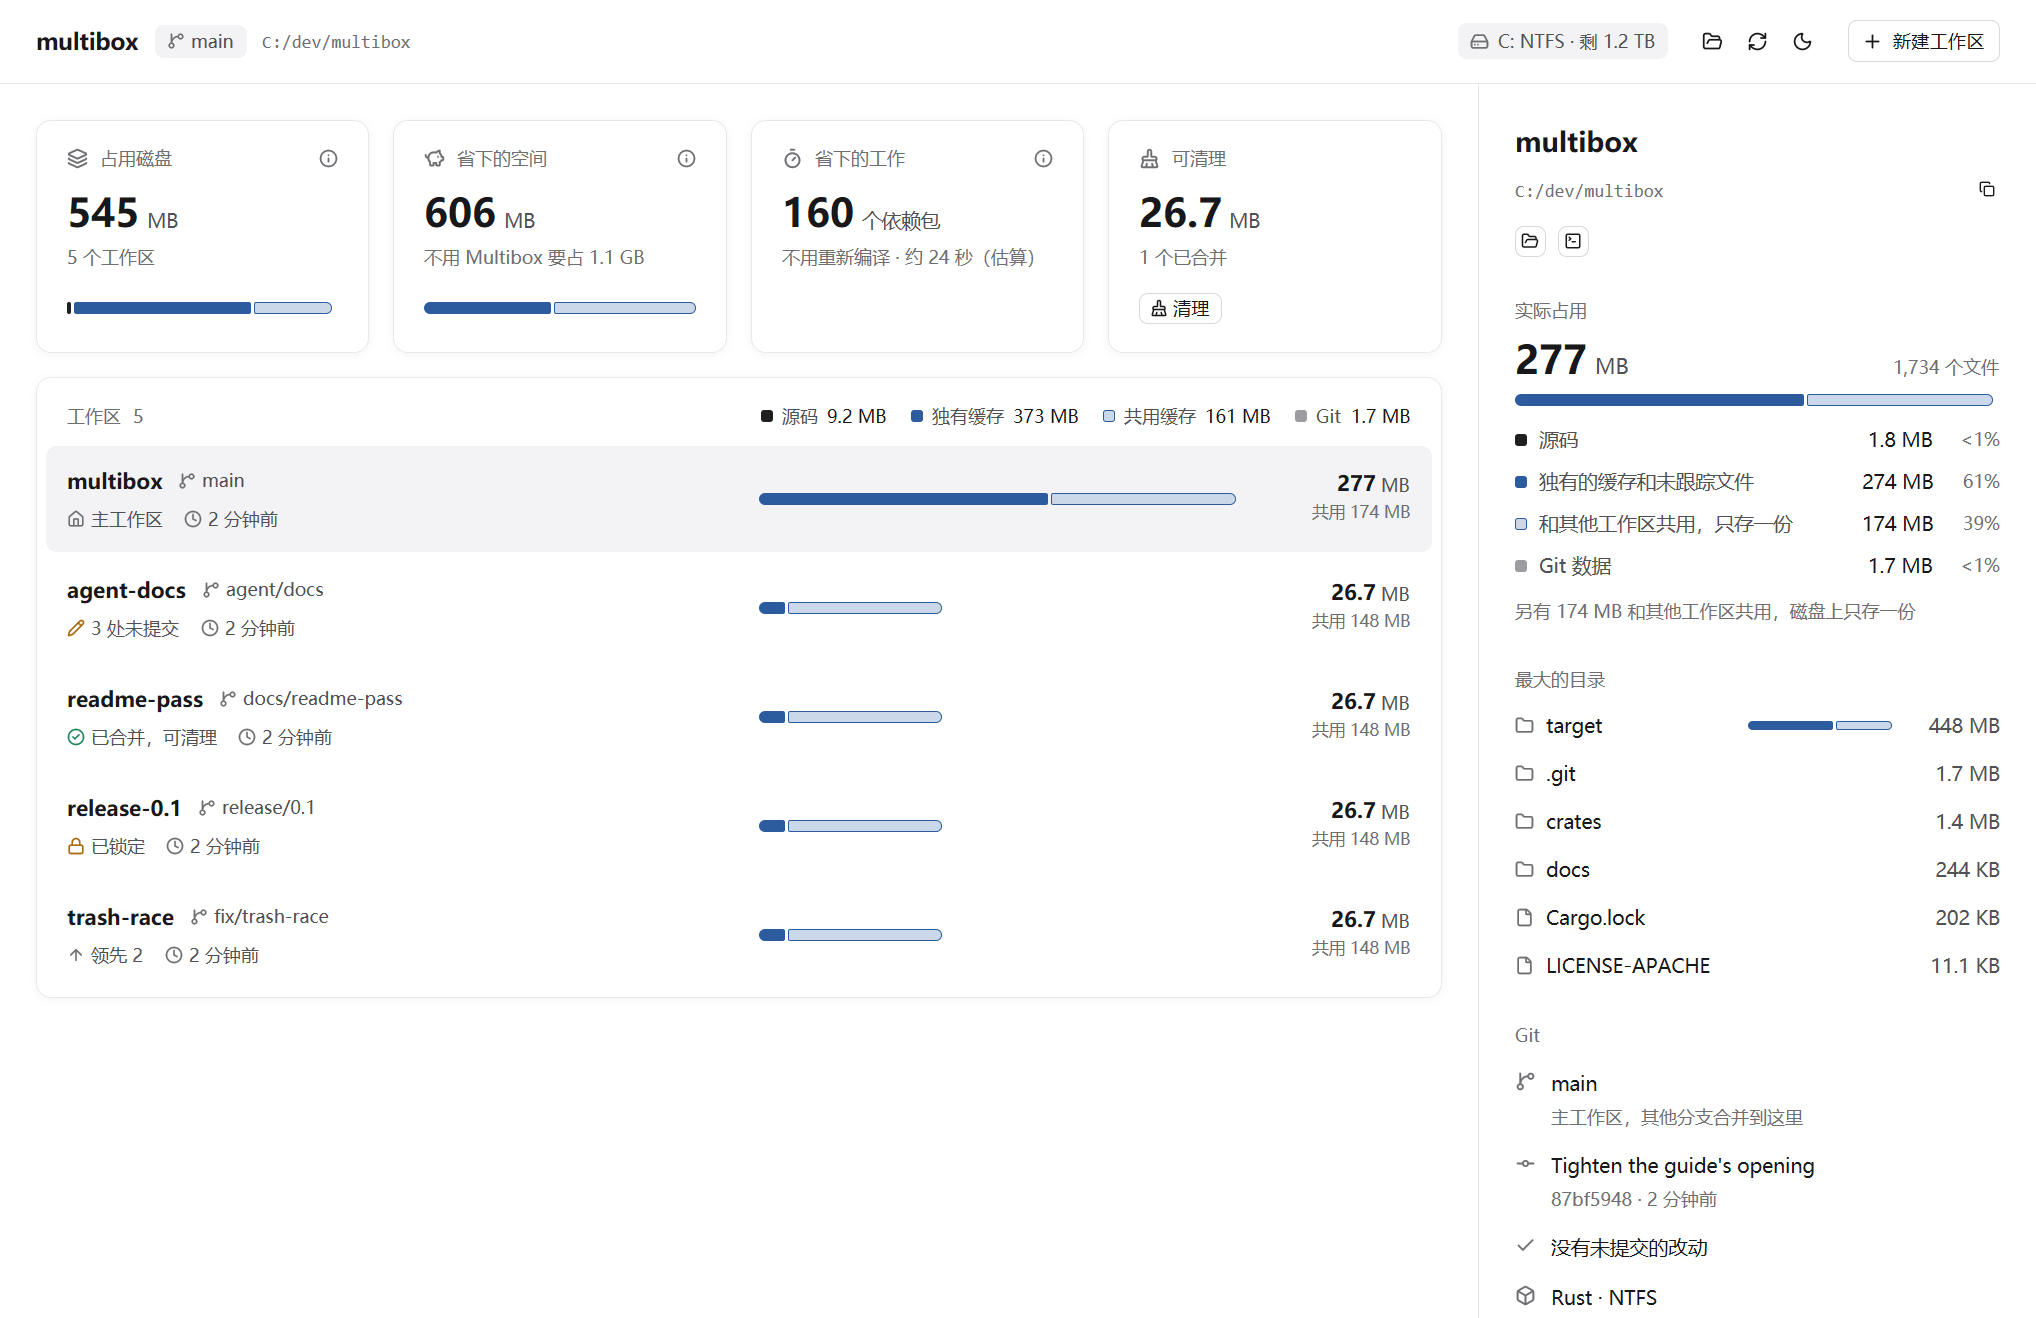 multibox main C:/dev/multibox C: NTFS · 剩 1.2 TB 新建工作区
占用磁盘
545 MB
5 个工作区
省下的空间
606 MB
不用 Multibox 要占 1.1 GB
省下的工作
160 个依赖包
不用重新编译 · 约 24 秒（估算）
可清理
26.7 MB
1 个已合并
清理
工作区 5 源码 9.2 MB 独有缓存 373 MB 共用缓存 161 MB Git 1.7 MB
multibox main
主工作区 2 分钟前
277 MB
共用 174 MB
agent-docs agent/docs
3 处未提交 2 分钟前
26.7 MB
共用 148 MB
readme-pass docs/readme-pass
已合并，可清理 2 分钟前
26.7 MB
共用 148 MB
release-0.1 release/0.1
已锁定 2 分钟前
26.7 MB
共用 148 MB
trash-race fix/trash-race
领先 2 2 分钟前
26.7 MB
共用 148 MB
multibox
C:/dev/multibox
实际占用
277 MB 1,734 个文件
源码 1.8 MB <1%
独有的缓存和未跟踪文件 274 MB 61%
和其他工作区共用，只存一份 174 MB 39%
Git 数据 1.7 MB <1%
另有 174 MB 和其他工作区共用，磁盘上只存一份
最大的目录
target 448 MB
.git 1.7 MB
crates 1.4 MB
docs 244 KB
Cargo.lock 202 KB
LICENSE-APACHE 11.1 KB
Git
main
主工作区，其他分支合并到这里
Tighten the guide's opening
87bf5948 · 2 分钟前
没有未提交的改动
Rust · NTFS